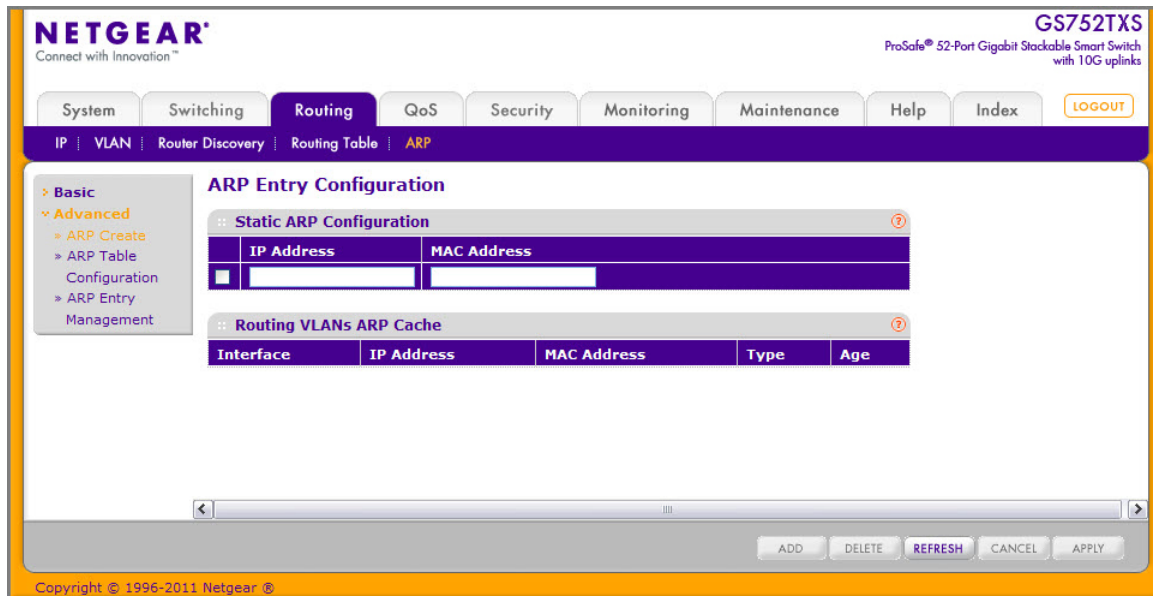 NETGEAR®
Connect with Innovation™
GS752TXS
ProSafe® 52-Port Gigabit Stackable Smart Switch
with 10G uplinks
System Switching Routing QoS Security Monitoring Maintenance Help Index LOGOUT
IP VLAN Router Discovery Routing Table ARP
Basic
Advanced
» ARP Create
» ARP Table
Configuration
» ARP Entry
Management
ARP Entry Configuration
Static ARP Configuration ?
IP Address MAC Address
Routing VLANs ARP Cache ?
Interface IP Address MAC Address Type Age
ADD DELETE REFRESH CANCEL APPLY
Copyright © 1996-2011 Netgear ®